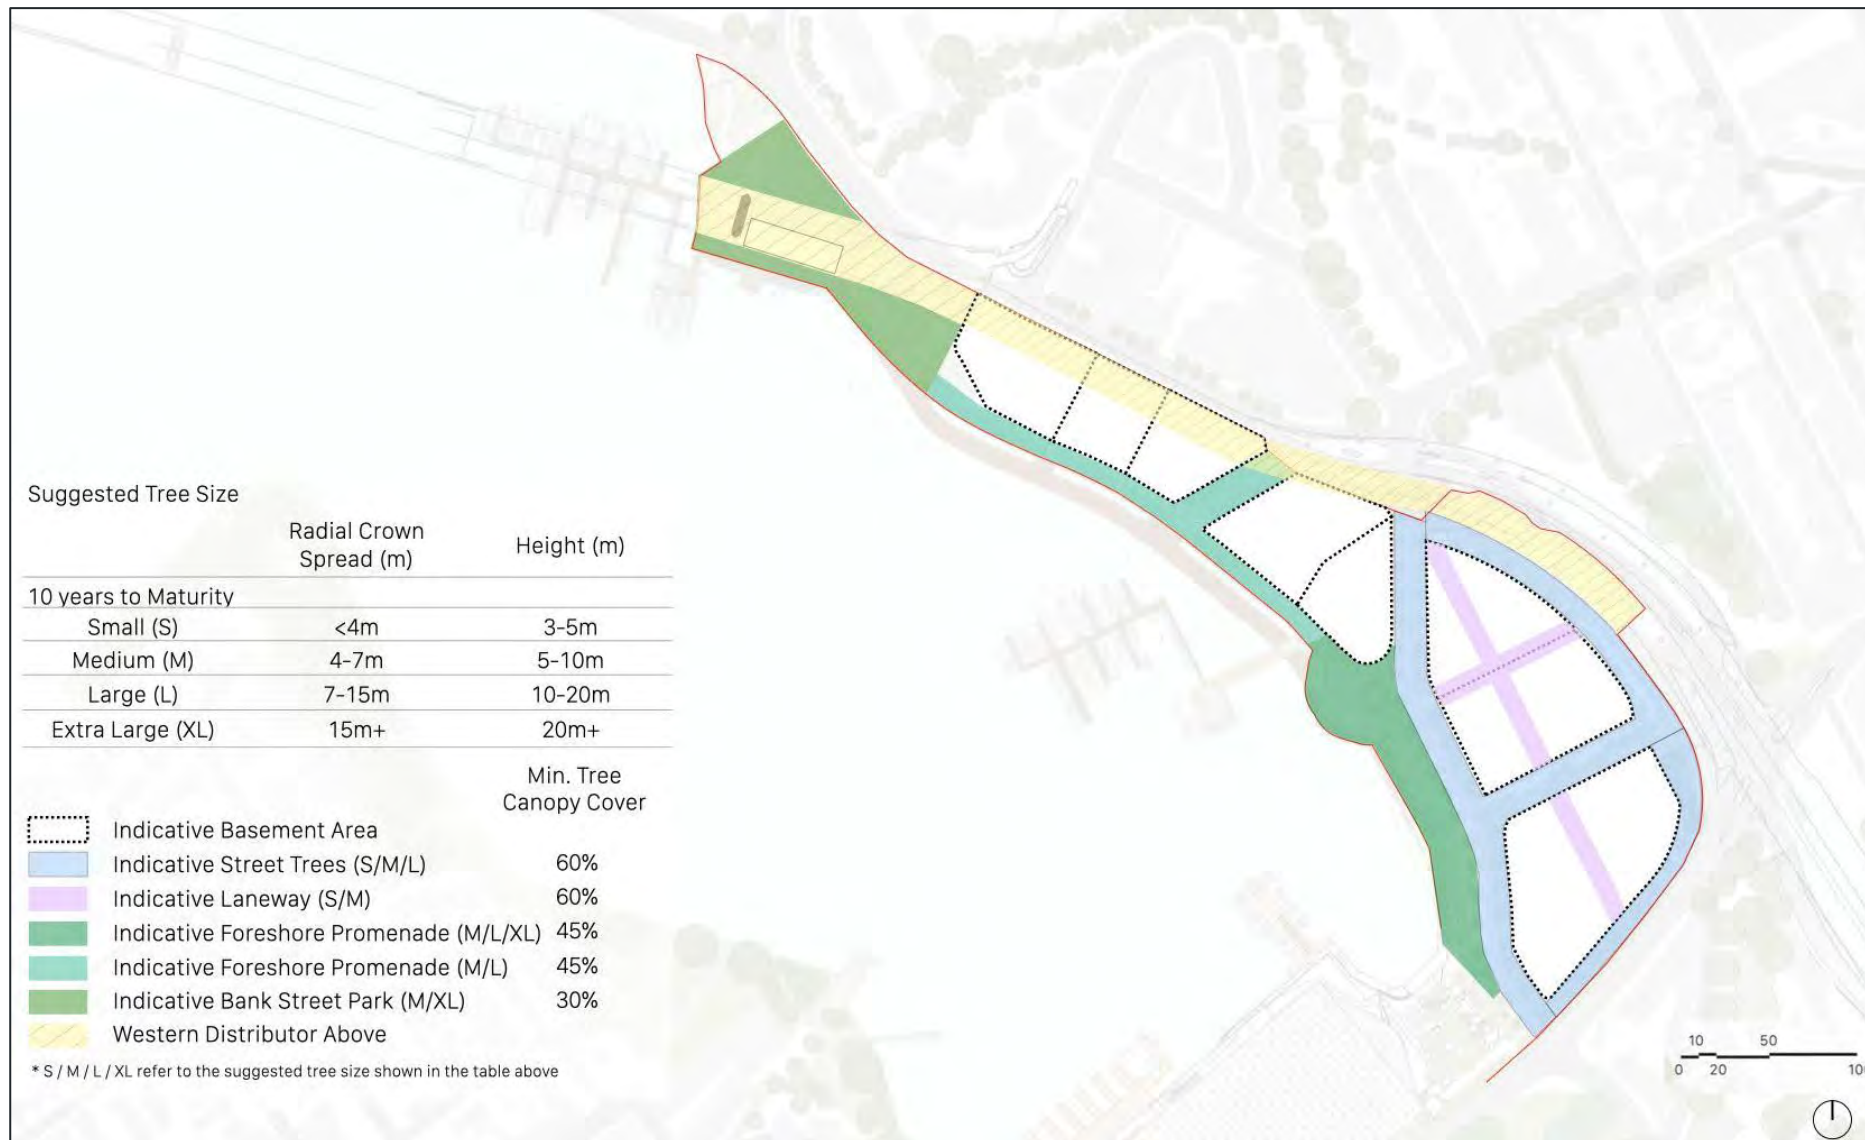 Suggested Tree Size
Radial Crown
Spread (m)
Height (m)
10 years to Maturity
Small (S) <4m 3-5m
Medium (M) 4-7m 5-10m
Large (L) 7-15m 10-20m
Extra Large (XL) 15m+ 20m+
Min. Tree
Canopy Cover
Indicative Basement Area
Indicative Street Trees (S/M/L) 60%
Indicative Laneway (S/M) 60%
Indicative Foreshore Promenade (M/L/XL) 45%
Indicative Foreshore Promenade (M/L) 45%
Indicative Bank Street Park (M/XL) 30%
Western Distributor Above
* S / M / L / XL refer to the suggested tree size shown in the table above
10 50
0 20 100